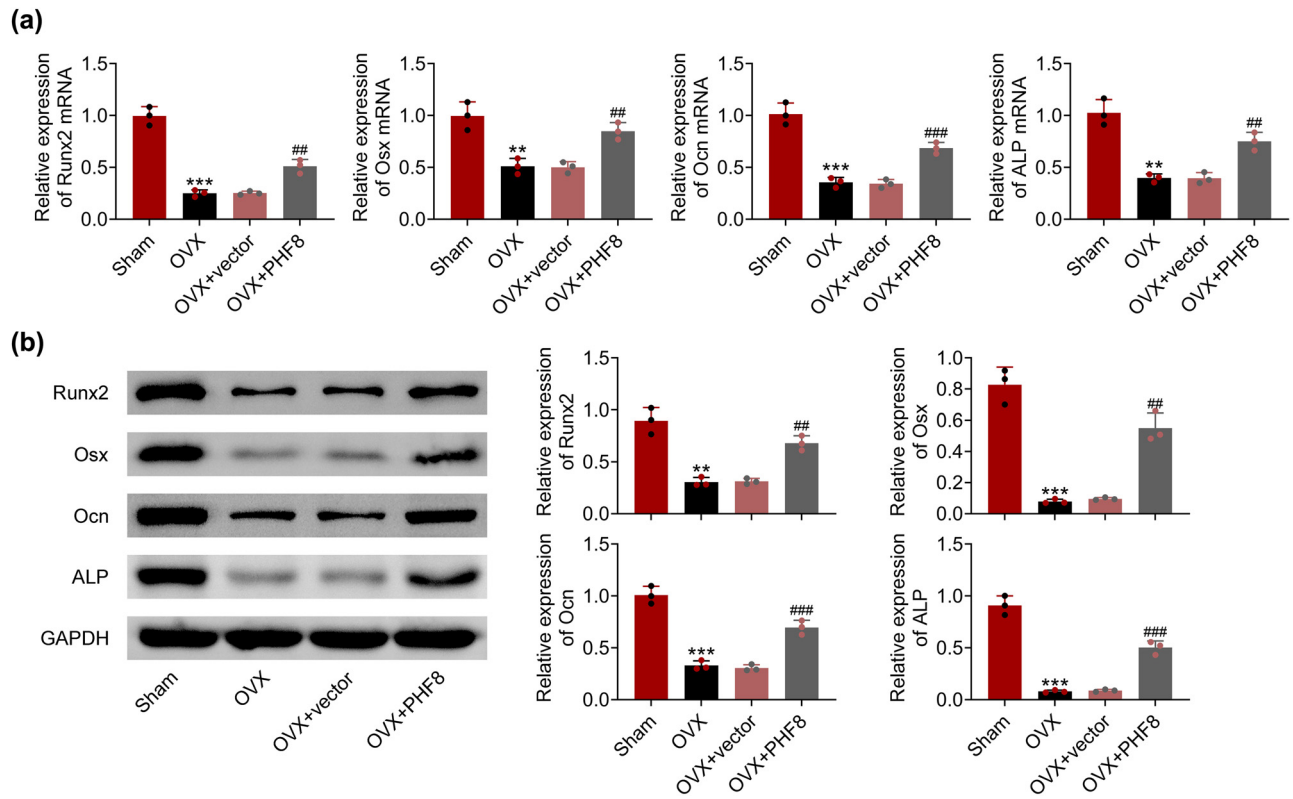 (a)
Relative expression
of Runx2 mRNA
1.5
1.0
0.5
0.0
***
##
Sham
OVX
OVX+vector
OVX+PHF8
Relative expression
of Osx mRNA
1.5
1.0
0.5
0.0
**
##
Sham
OVX
OVX+vector
OVX+PHF8
Relative expression
of Ocn mRNA
1.5
1.0
0.5
0.0
***
###
Sham
OVX
OVX+vector
OVX+PHF8
Relative expression
of ALP mRNA
1.5
1.0
0.5
0.0
**
##
Sham
OVX
OVX+vector
OVX+PHF8
(b)
Runx2
Osx
Ocn
ALP
GAPDH
Sham
OVX
OVX+vector
OVX+PHF8
Relative expression
of Runx2
1.5
1.0
0.5
0.0
**
##
Relative expression
of Osx
1.0
0.8
0.6
0.4
0.2
0.0
***
##
Relative expression
of Ocn
1.5
1.0
0.5
0.0
***
###
Sham
OVX
OVX+vector
OVX+PHF8
Relative expression
of ALP
1.5
1.0
0.5
0.0
***
###
Sham
OVX
OVX+vector
OVX+PHF8